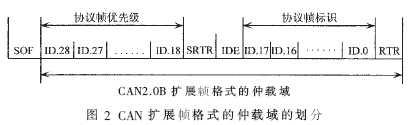 协议帧优先级 协议帧标识
SOF ID.28 ID.27 ...... ID.18 SRTR IDE ID.17 ID.16 ...... ID.0 RTR
CAN2.0B 扩展帧格式的仲载域
图 2 CAN 扩展帧格式的仲载域的划分